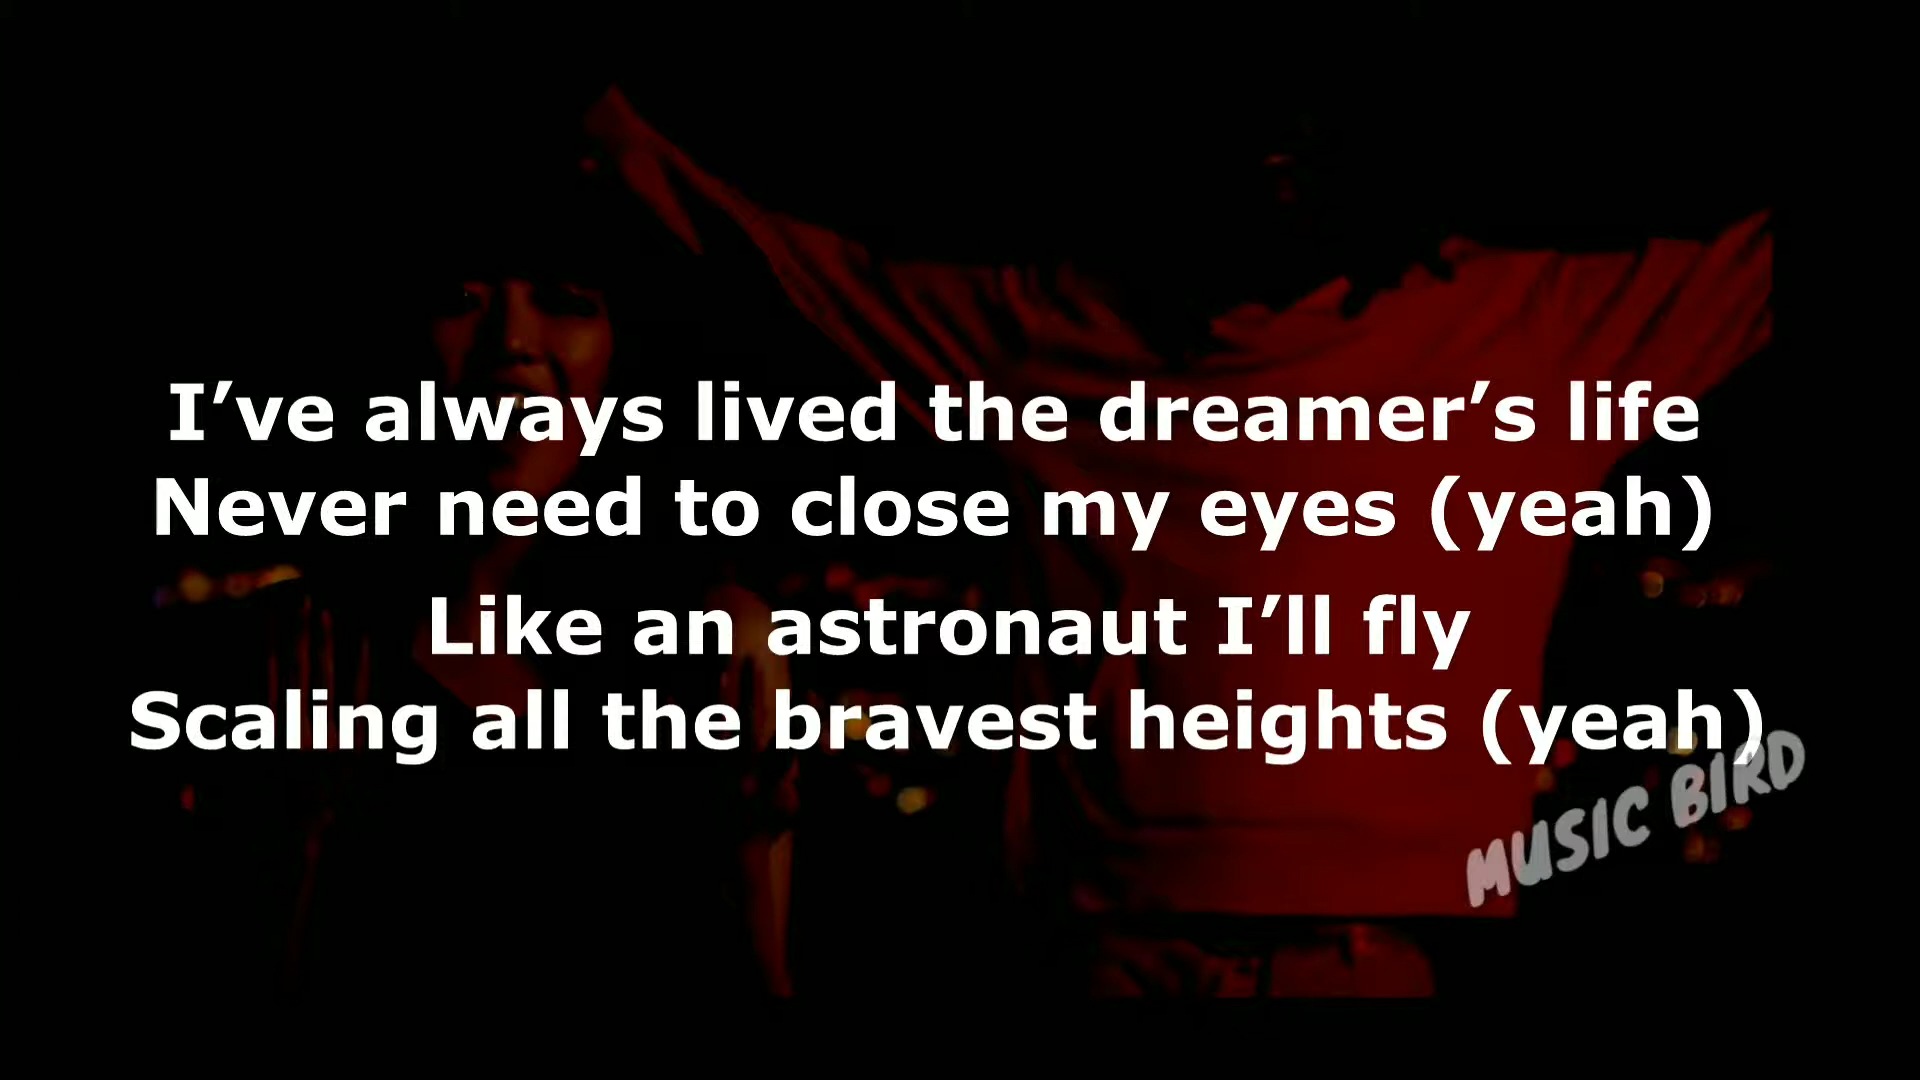 I’ve always lived the dreamer’s life
Never need to close my eyes (yeah)
Like an astronaut I’ll fly
Scaling all the bravest heights (yeah)
MUSIC BIRD